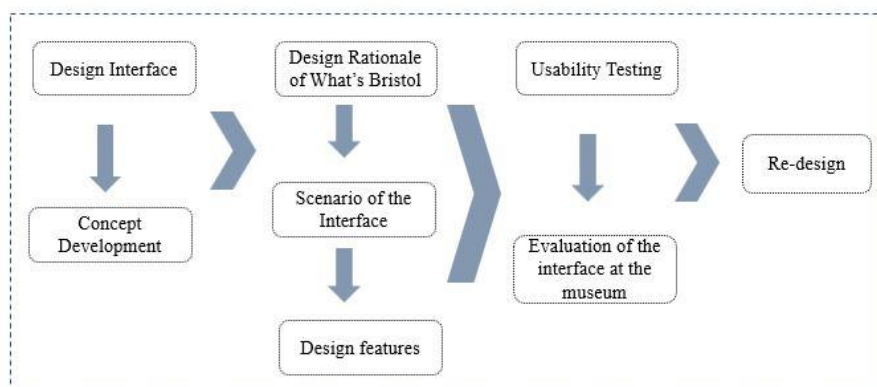 Design Interface
Concept
Development
Design Rationale
of What's Bristol
Scenario of the
Interface
Design features
Usability Testing
Evaluation of the
interface at the
museum
Re-design